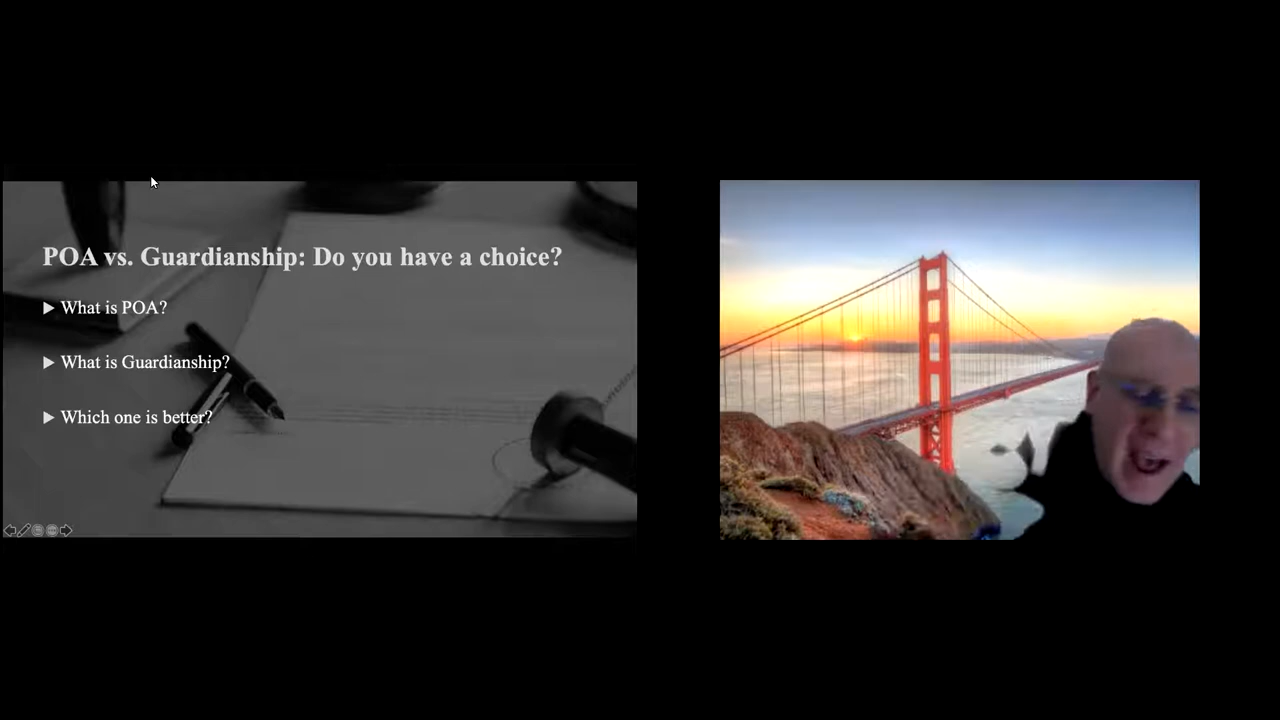 POA vs. Guardianship: Do you have a choice?
What is POA?
What is Guardianship?
Which one is better?